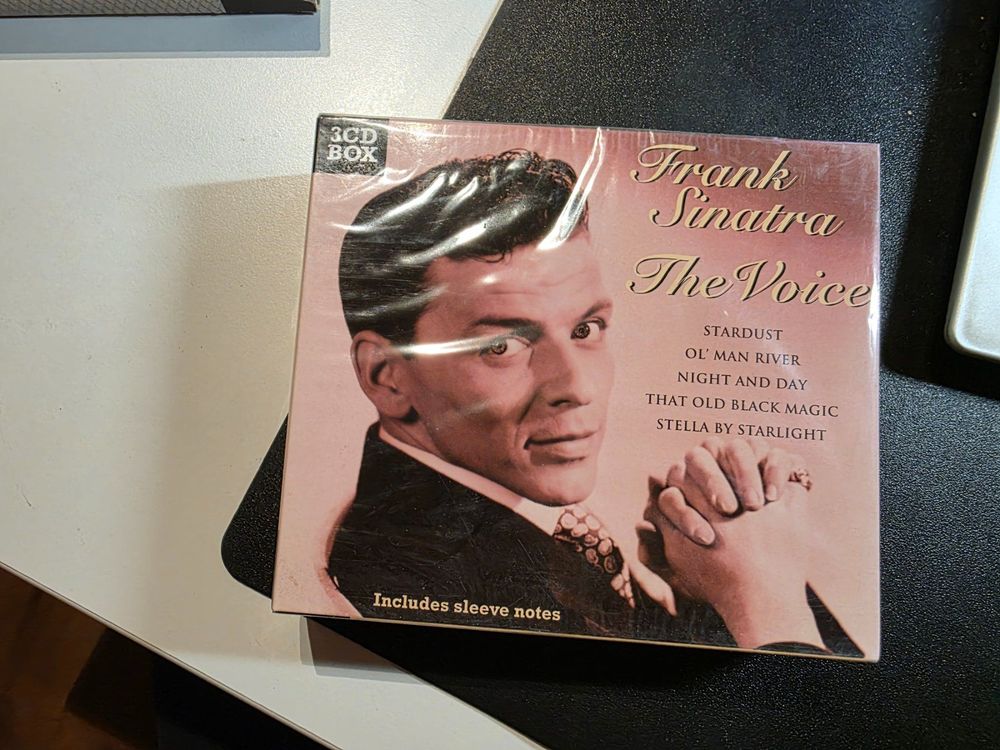 3CD
BOX
Frank
Sinatra
The Voice
STARDUST
OL' MAN RIVER
NIGHT AND DAY
THAT OLD BLACK MAGIC
STELLA BY STARLIGHT
Includes sleeve notes